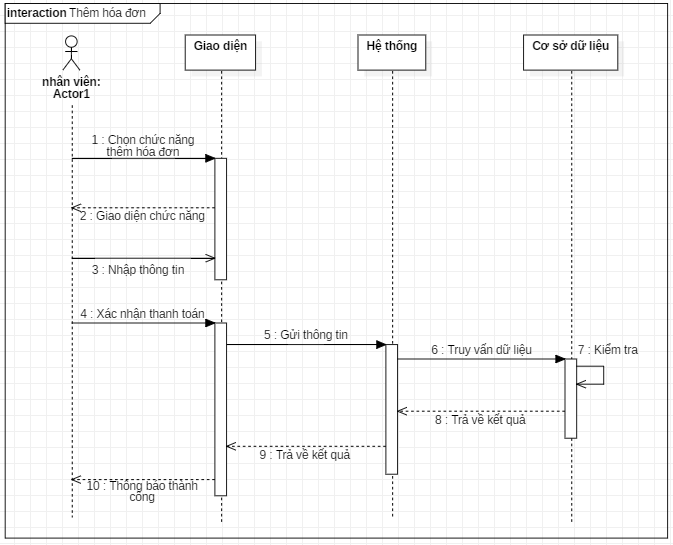 interaction Thêm hóa đơn
Giao diện
Hệ thống
Cơ sở dữ liệu
nhân viên:
Actor1
1 : Chọn chức năng
thêm hóa đơn
2 : Giao diện chức năng
3 : Nhập thông tin
4 : Xác nhận thanh toán
5 : Gửi thông tin
6 : Truy vấn dữ liệu
7 : Kiểm tra
8 : Trả về kết quả
9 : Trả về kết quả
10 : Thông báo thành
công